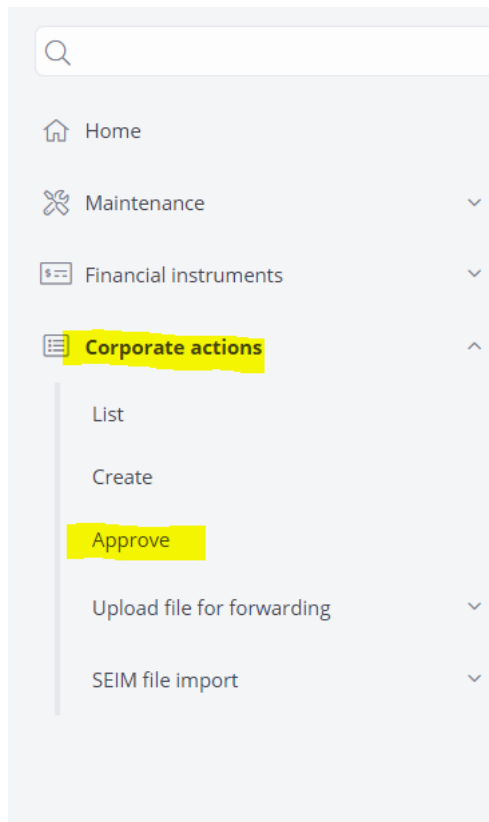 Home
Maintenance
Financial instruments
Corporate actions
List
Create
Approve
Upload file for forwarding
SEIM file import